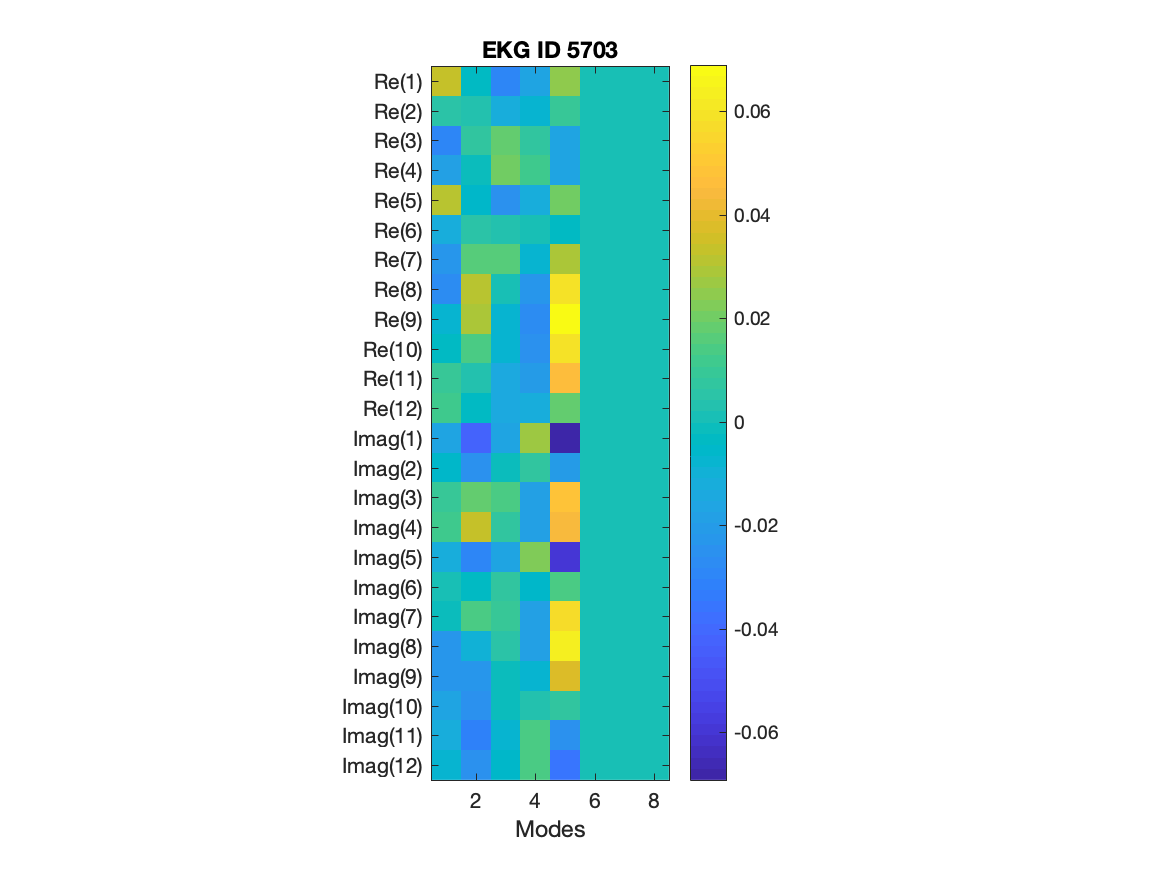 EKG ID 5703
Re(1)
Re(2)
Re(3)
Re(4)
Re(5)
Re(6)
Re(7)
Re(8)
Re(9)
Re(10)
Re(11)
Re(12)
Imag(1)
Imag(2)
Imag(3)
Imag(4)
Imag(5)
Imag(6)
Imag(7)
Imag(8)
Imag(9)
Imag(10)
Imag(11)
Imag(12)
2 4 6 8
Modes
0.06
0.04
0.02
0
-0.02
-0.04
-0.06